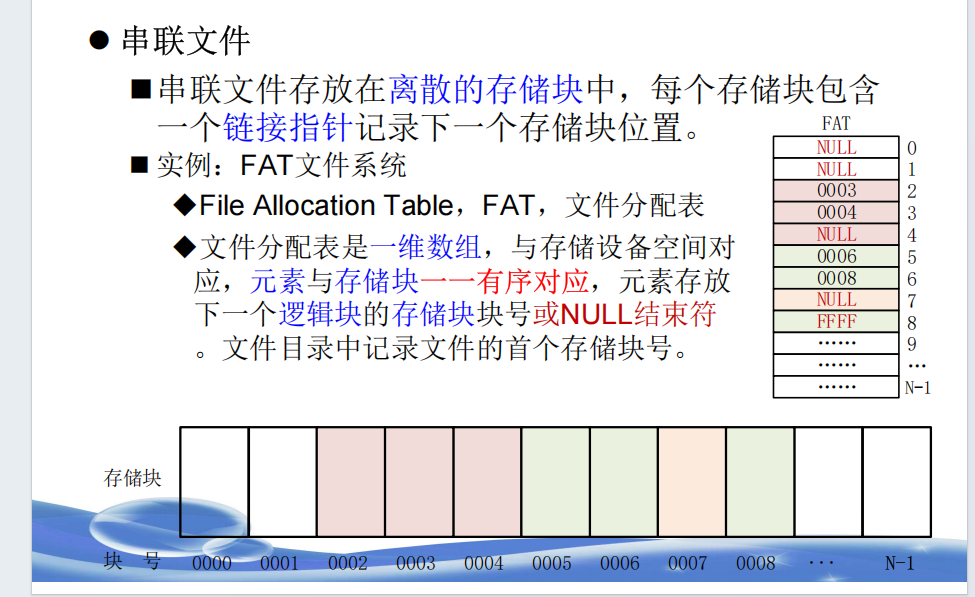 串联文件
串联文件存放在离散的存储块中，每个存储块包含
一个链接指针记录下一个存储块位置。
实例：FAT文件系统
File Allocation Table，FAT，文件分配表
文件分配表是一维数组，与存储设备空间对
应，元素与存储块一一有序对应，元素存放
下一个逻辑块的存储块块号或NULL结束符
。文件目录中记录文件的首个存储块号。
FAT
NULL 0
NULL 1
0003 2
0004 3
NULL 4
0006 5
0008 6
NULL 7
FFFF 8
…… 9
…… …
…… N-1
存储块
块 号 0000 0001 0002 0003 0004 0005 0006 0007 0008 ... N-1